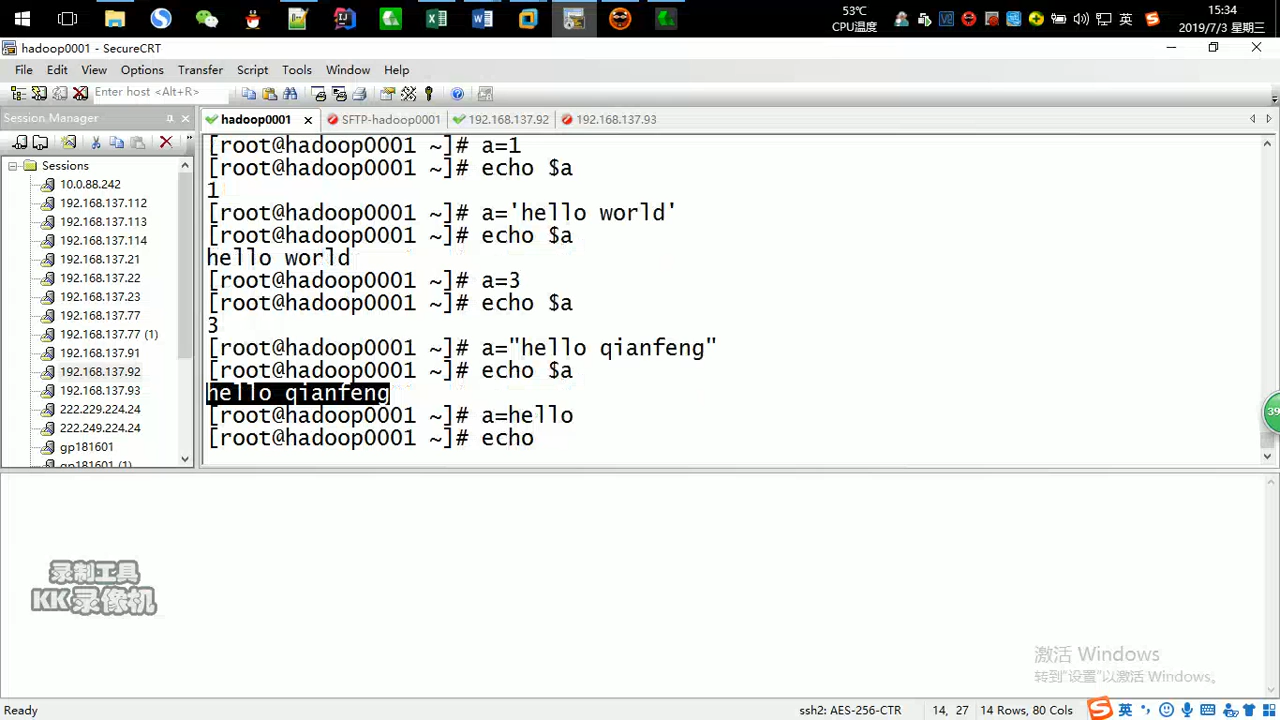 53℃
CPU温度
英
15:34
2019/7/3 星期三
hadoop0001 - SecureCRT
File Edit View Options Transfer Script Tools Window Help
Enter host <Alt+R>
Session Manager
hadoop0001
SFTP-hadoop0001
192.168.137.92
192.168.137.93
Sessions
10.0.88.242
192.168.137.112
192.168.137.113
192.168.137.114
192.168.137.21
192.168.137.22
192.168.137.23
192.168.137.77
192.168.137.77 (1)
192.168.137.91
192.168.137.92
192.168.137.93
222.229.224.24
222.249.224.24
gp181601
gp181601 (1)
[root@hadoop0001 ~]# a=1
[root@hadoop0001 ~]# echo $a
1
[root@hadoop0001 ~]# a='hello world'
[root@hadoop0001 ~]# echo $a
hello world
[root@hadoop0001 ~]# a=3
[root@hadoop0001 ~]# echo $a
3
[root@hadoop0001 ~]# a="hello qianfeng"
[root@hadoop0001 ~]# echo $a
hello qianfeng
[root@hadoop0001 ~]# a=hello
[root@hadoop0001 ~]# echo
39
录制工具
KK录像机
激活 Windows
转到“设置”以激活 Windows。
Ready
ssh2: AES-256-CTR
14, 27
14 Rows, 80 Cols
英